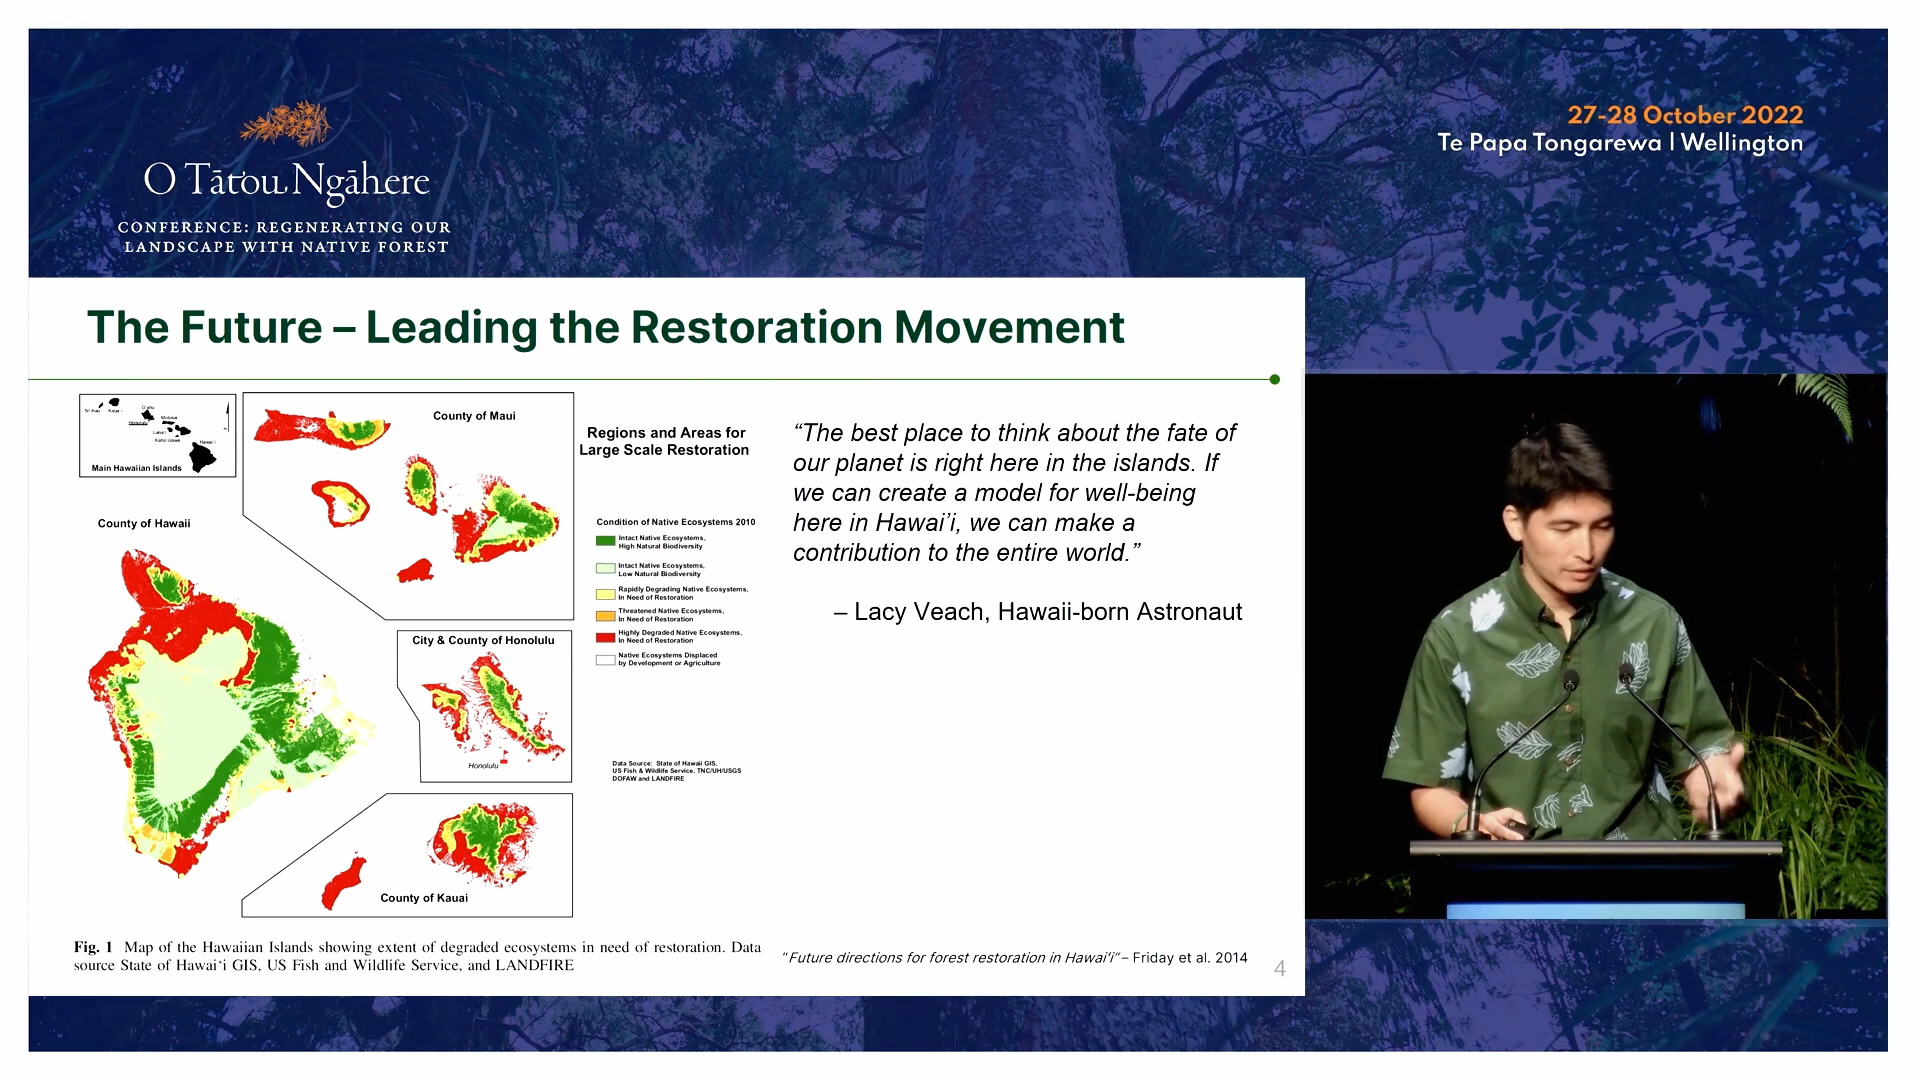 O Tātou Ngāhere
CONFERENCE: REGENERATING OUR
LANDSCAPE WITH NATIVE FOREST
27-28 October 2022
Te Papa Tongarewa | Wellington
The Future – Leading the Restoration Movement
Main Hawaiian Islands
County of Maui
Regions and Areas for
Large Scale Restoration
County of Hawaii
Condition of Native Ecosystems 2010
Intact Native Ecosystems,
High Natural Biodiversity
Intact Native Ecosystems,
Low Natural Biodiversity
Rapidly Degrading Native Ecosystems,
In Need of Restoration
Threatened Native Ecosystems,
In Need of Restoration
Highly Degraded Native Ecosystems,
In Need of Restoration
Native Ecosystems Displaced
by Development or Agriculture
City & County of Honolulu
Honolulu
Data Source: State of Hawaii GIS,
US Fish & Wildlife Service, TNC/UH/USGS
DOFAW and LANDFIRE
County of Kauai
Fig. 1 Map of the Hawaiian Islands showing extent of degraded ecosystems in need of restoration. Data
source State of Hawai‘i GIS, US Fish and Wildlife Service, and LANDFIRE
“The best place to think about the fate of
our planet is right here in the islands. If
we can create a model for well-being
here in Hawai’i, we can make a
contribution to the entire world.”
– Lacy Veach, Hawaii-born Astronaut
"Future directions for forest restoration in Hawai‘i” – Friday et al. 2014
4